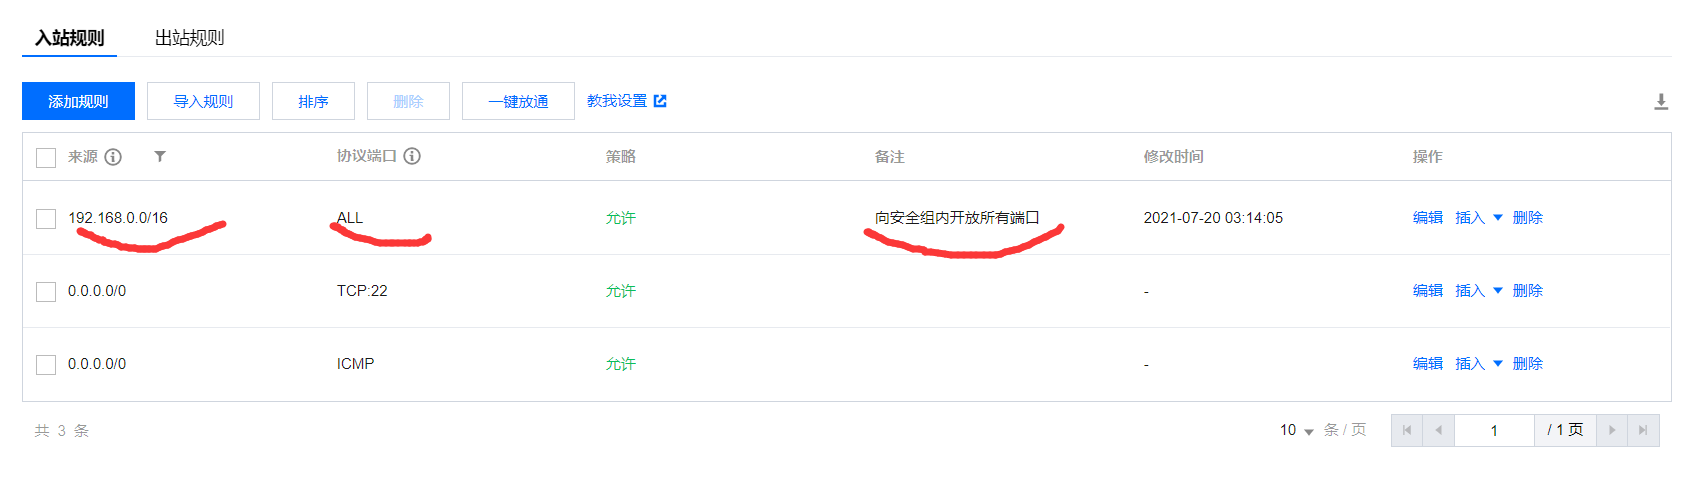 入站规则 出站规则
添加规则 导入规则 排序 删除 一键放通 教我设置
来源 协议端口 策略 备注 修改时间 操作
192.168.0.0/16 ALL 允许 向安全组内开放所有端口 2021-07-20 03:14:05 编辑 插入 删除
0.0.0.0/0 TCP:22 允许 - 编辑 插入 删除
0.0.0.0/0 ICMP 允许 - 编辑 插入 删除
共 3 条 10 条 / 页 1 / 1 页